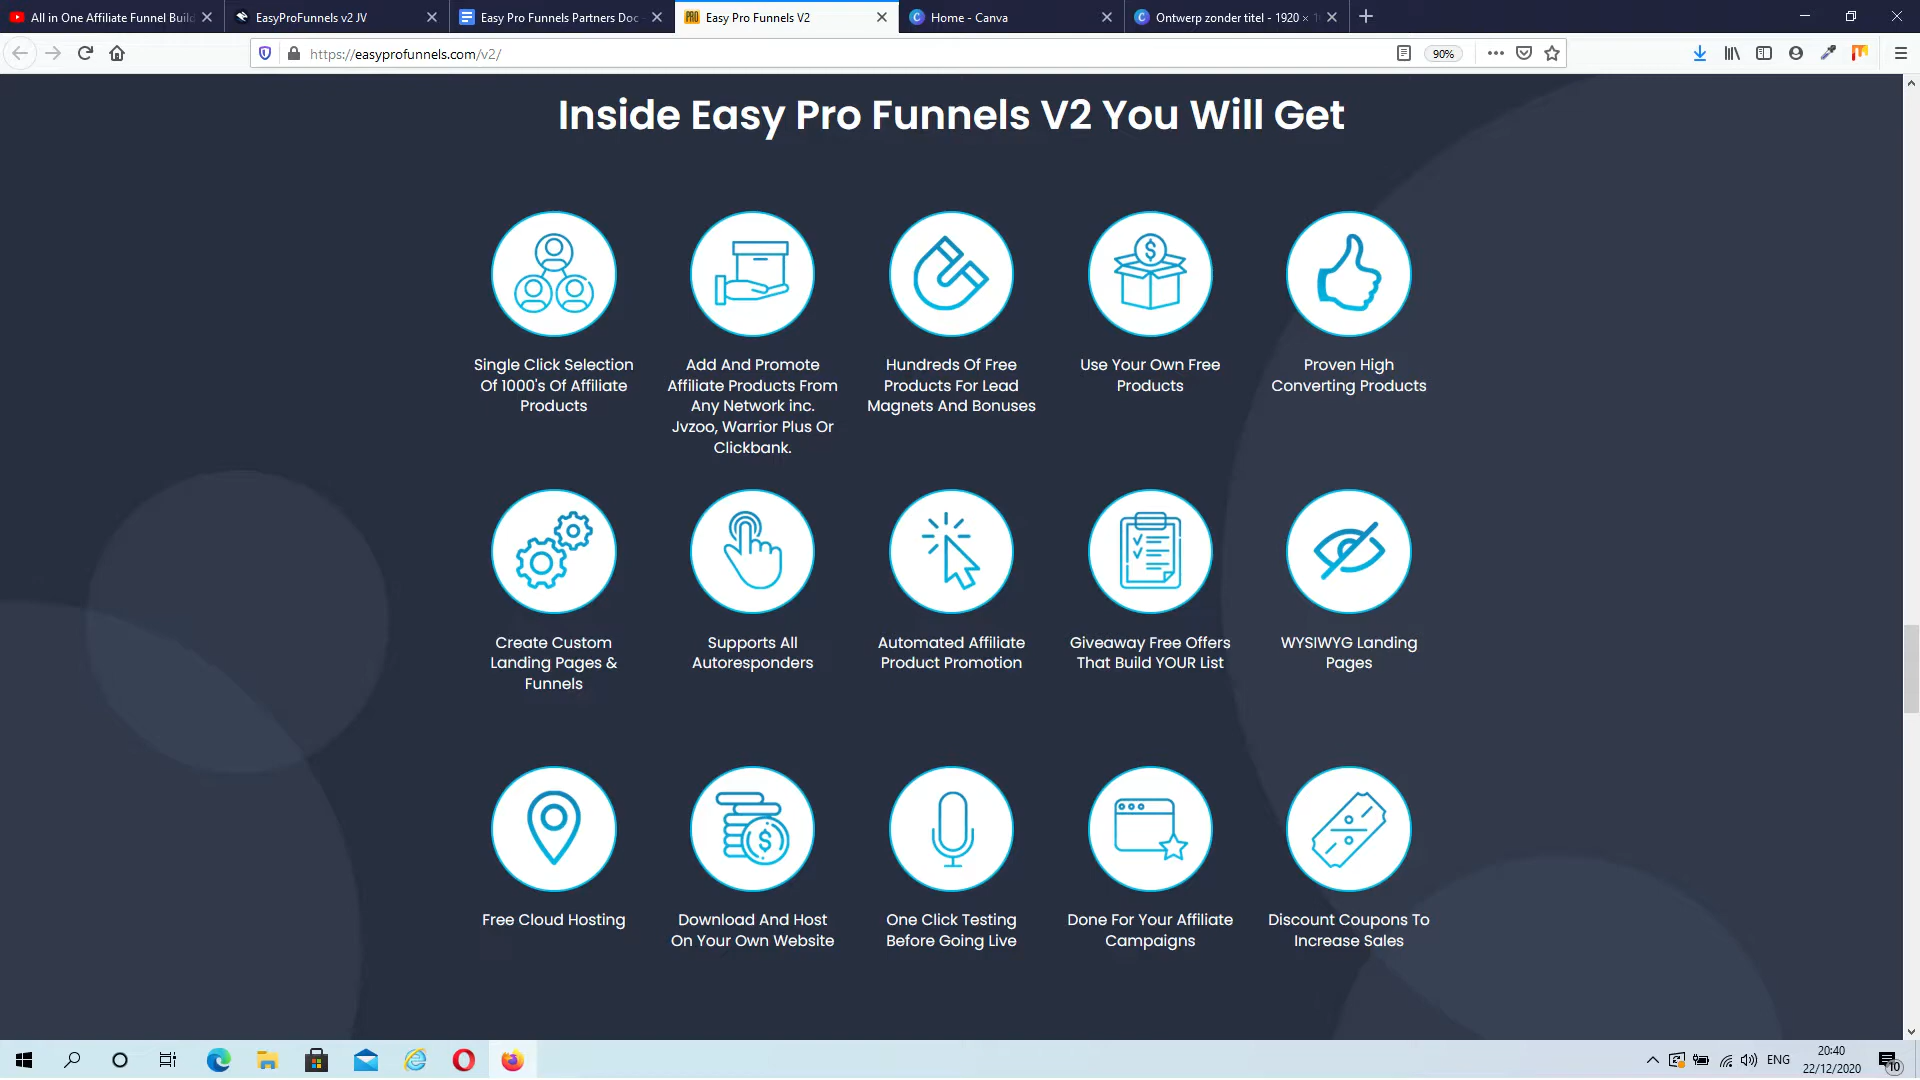 All in One Affiliate Funnel Build
EasyProFunnels v2 JV
Easy Pro Funnels Partners Doc
Easy Pro Funnels V2
Home - Canva
Ontwerp zonder titel - 1920 ×
https://easyprofunnels.com/v2/
90%
Inside Easy Pro Funnels V2 You Will Get
Single Click Selection
Of 1000's Of Affiliate
Products
Add And Promote
Affiliate Products From
Any Network inc.
Jvzoo, Warrior Plus Or
Clickbank.
Hundreds Of Free
Products For Lead
Magnets And Bonuses
Use Your Own Free
Products
Proven High
Converting Products
Create Custom
Landing Pages &
Funnels
Supports All
Autoresponders
Automated Affiliate
Product Promotion
Giveaway Free Offers
That Build YOUR List
WYSIWYG Landing
Pages
Free Cloud Hosting
Download And Host
On Your Own Website
One Click Testing
Before Going Live
Done For Your Affiliate
Campaigns
Discount Coupons To
Increase Sales
ENG
20:40
22/12/2020
10